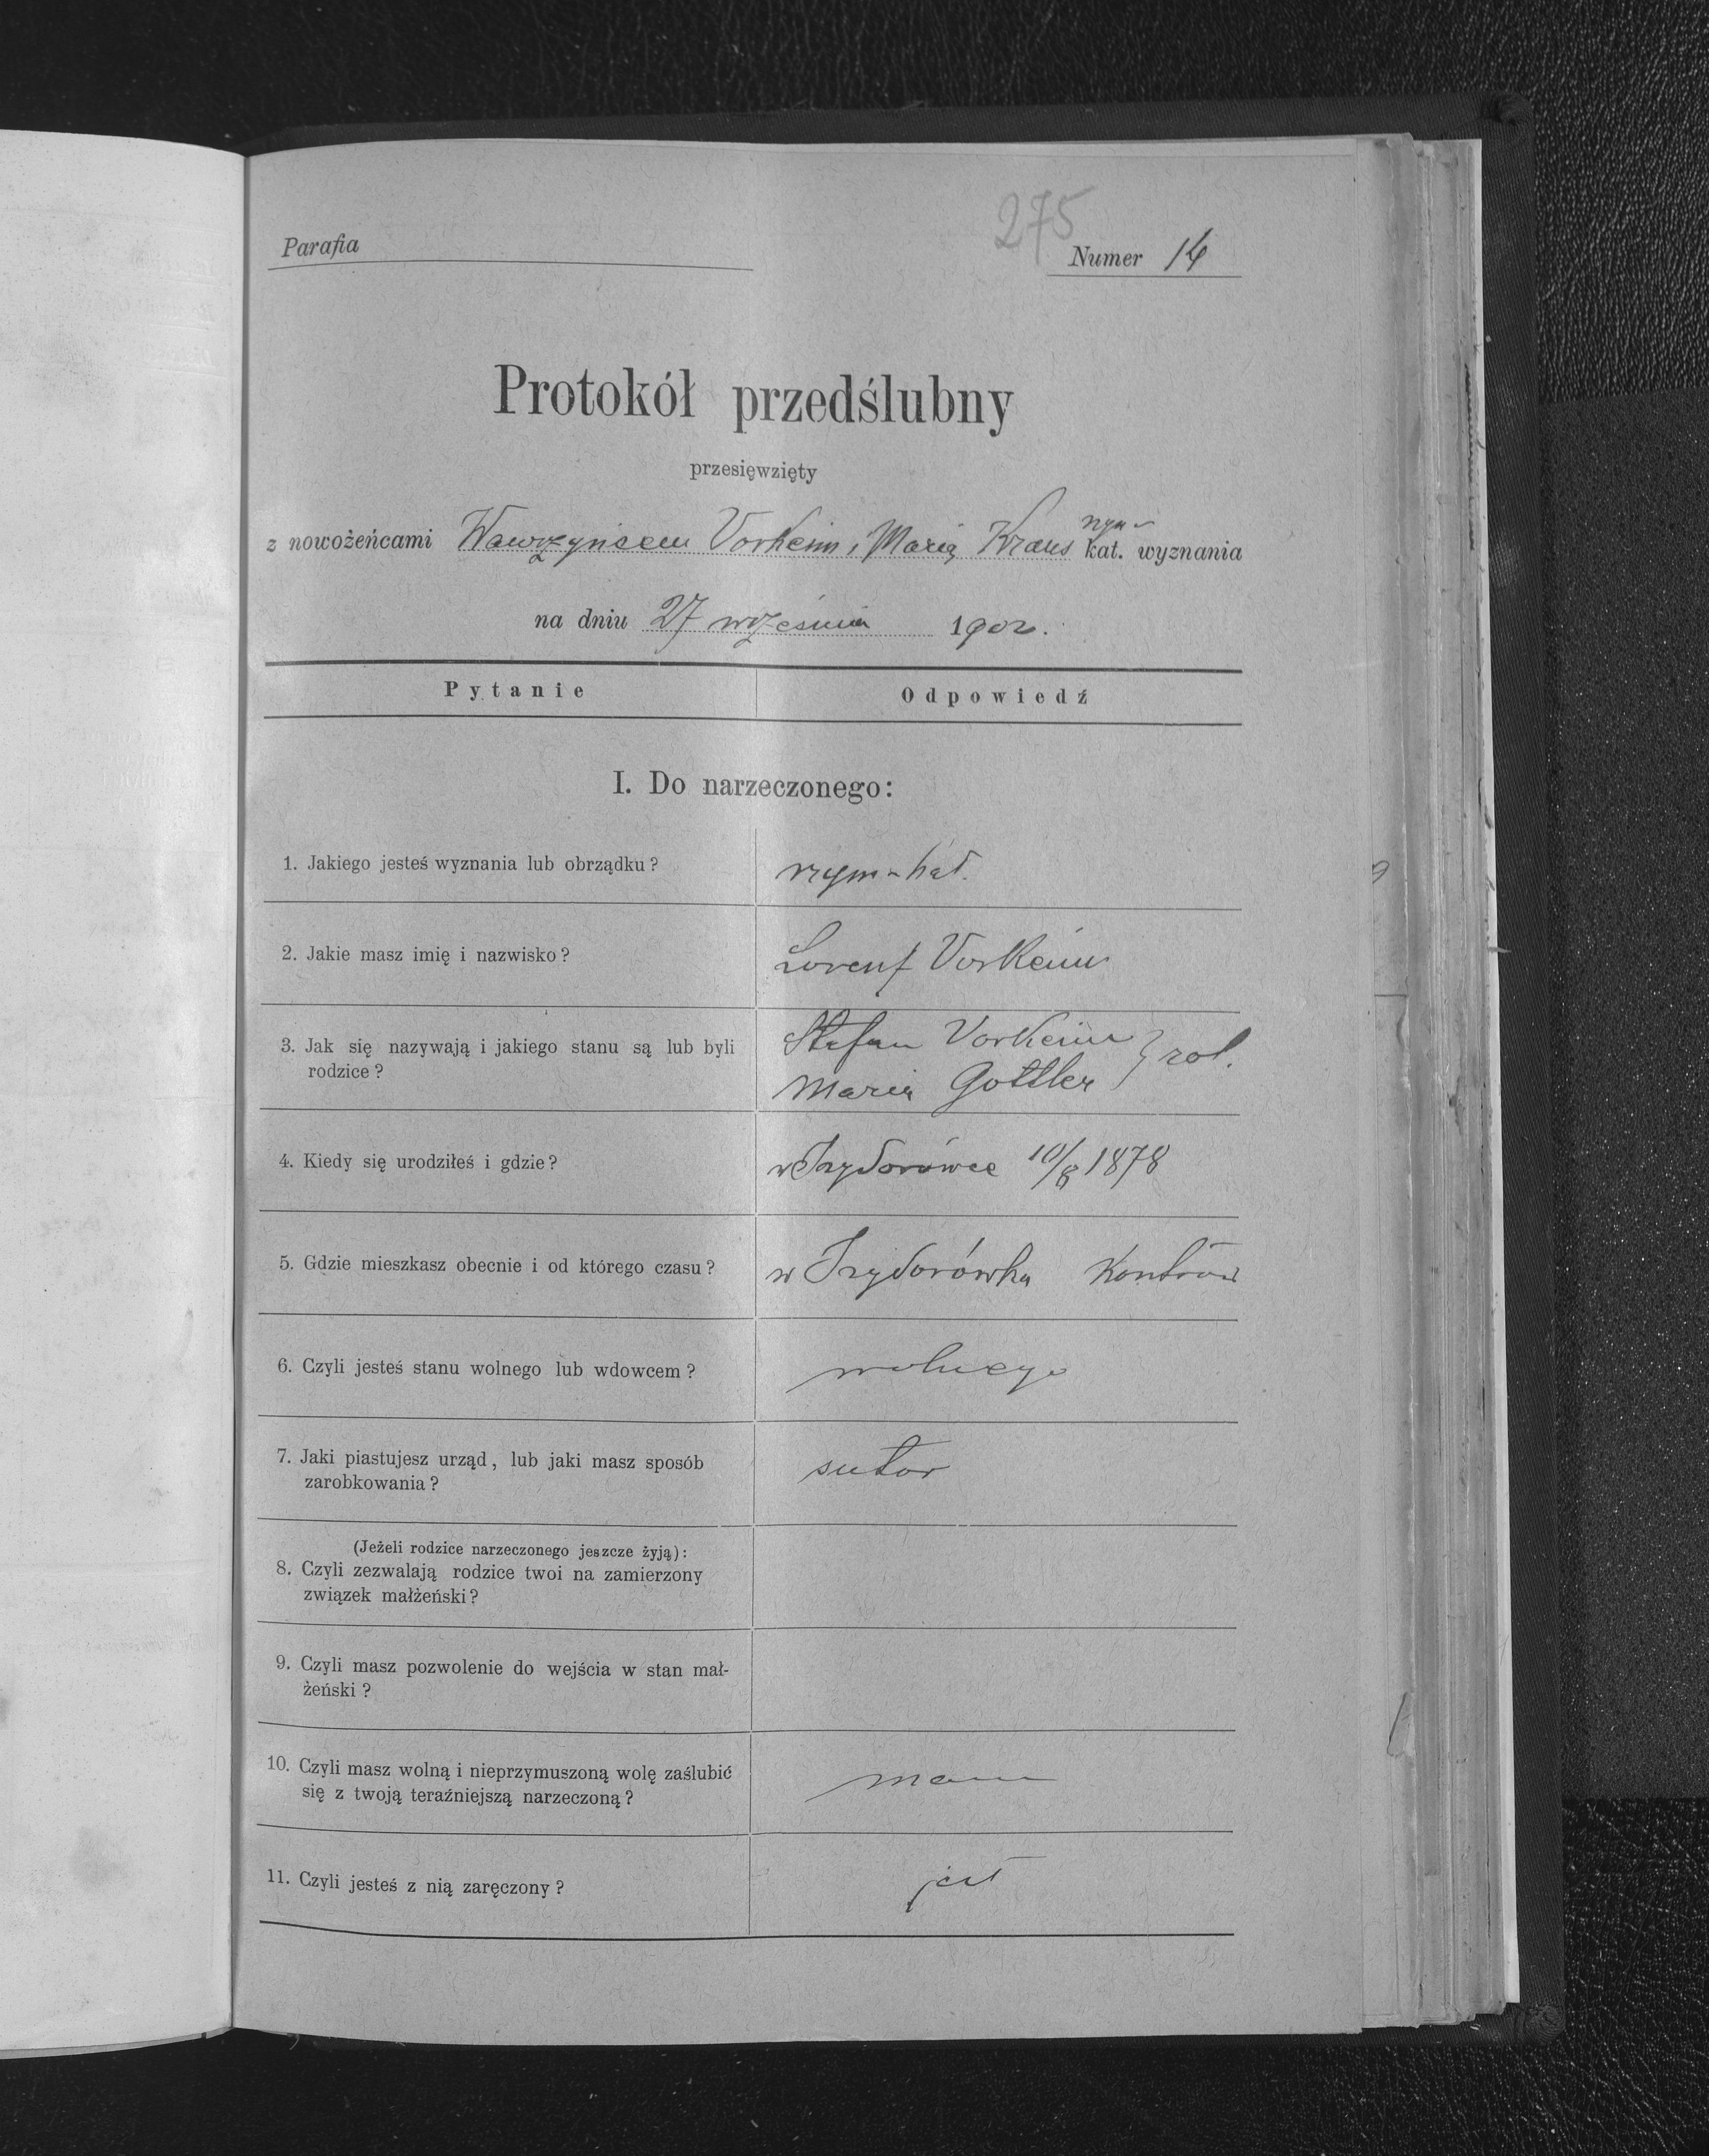 275
Parafia
Numer 14
Protokół przedślubny
przesięwzięty
z nowożeńcami Wawrzyńcem Vorkeim i Marią Kraus rzym- kat. wyznania
na dniu 27 września 1902.
Pytanie Odpowiedź
I. Do narzeczonego:
1. Jakiego jesteś wyznania lub obrządku? rzym-kat.
2. Jakie masz imię i nazwisko? Lorenz Vorkeim
3. Jak się nazywają i jakiego stanu są lub byli Stefan Vorkeim } rol.
rodzice? Maria Gottler
4. Kiedy się urodziłeś i gdzie? w Izydorówce 10/8 1878
5. Gdzie mieszkasz obecnie i od którego czasu? w Izydorówka
6. Czyli jesteś stanu wolnego lub wdowcem? wolnego
7. Jaki piastujesz urząd, lub jaki masz sposób sutor
zarobkowania?
(Jeżeli rodzice narzeczonego jeszcze żyją):
8. Czyli zezwalają rodzice twoi na zamierzony
związek małżeński?
9. Czyli masz pozwolenie do wejścia w stan mał-
żeński?
10. Czyli masz wolną i nieprzymuszoną wolę zaślubić mam
się z twoją teraźniejszą narzeczoną?
11. Czyli jesteś z nią zaręczony? jest